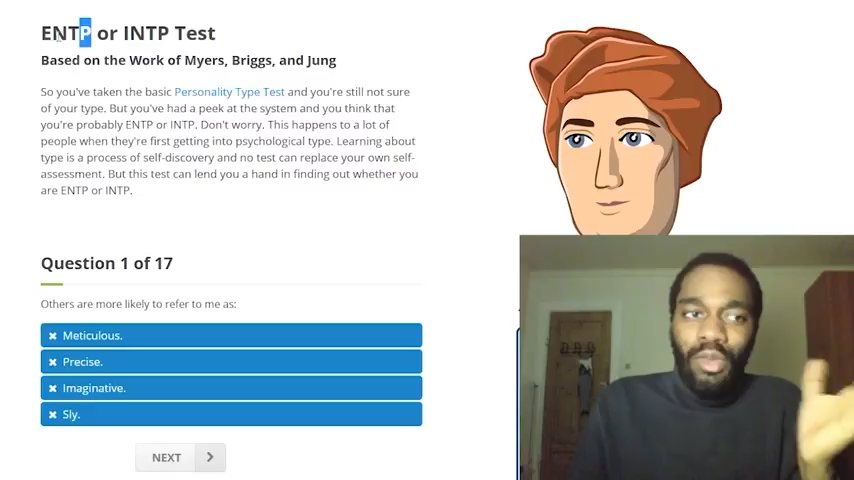 ENTP or INTP Test
Based on the Work of Myers, Briggs, and Jung
So you've taken the basic Personality Type Test and you're still not sure
of your type. But you've had a peek at the system and you think that
you're probably ENTP or INTP. Don't worry. This happens to a lot of
people when they're first getting into psychological type. Learning about
type is a process of self-discovery and no test can replace your own self-
assessment. But this test can lend you a hand in finding out whether you
are ENTP or INTP.
Question 1 of 17
Others are more likely to refer to me as:
Meticulous.
Precise.
Imaginative.
Sly.
NEXT